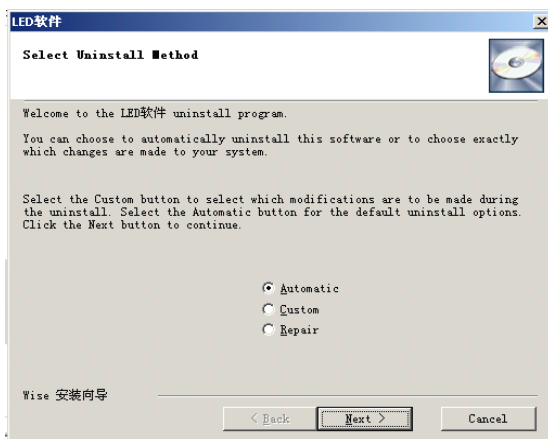 LED软件
Select Uninstall Method
Welcome to the LED软件 uninstall program.
You can choose to automatically uninstall this software or to choose exactly
which changes are made to your system.
Select the Custom button to select which modifications are to be made during
the uninstall. Select the Automatic button for the default uninstall options.
Click the Next button to continue.
Automatic
Custom
Repair
Wise 安装向导
< Back
Next >
Cancel